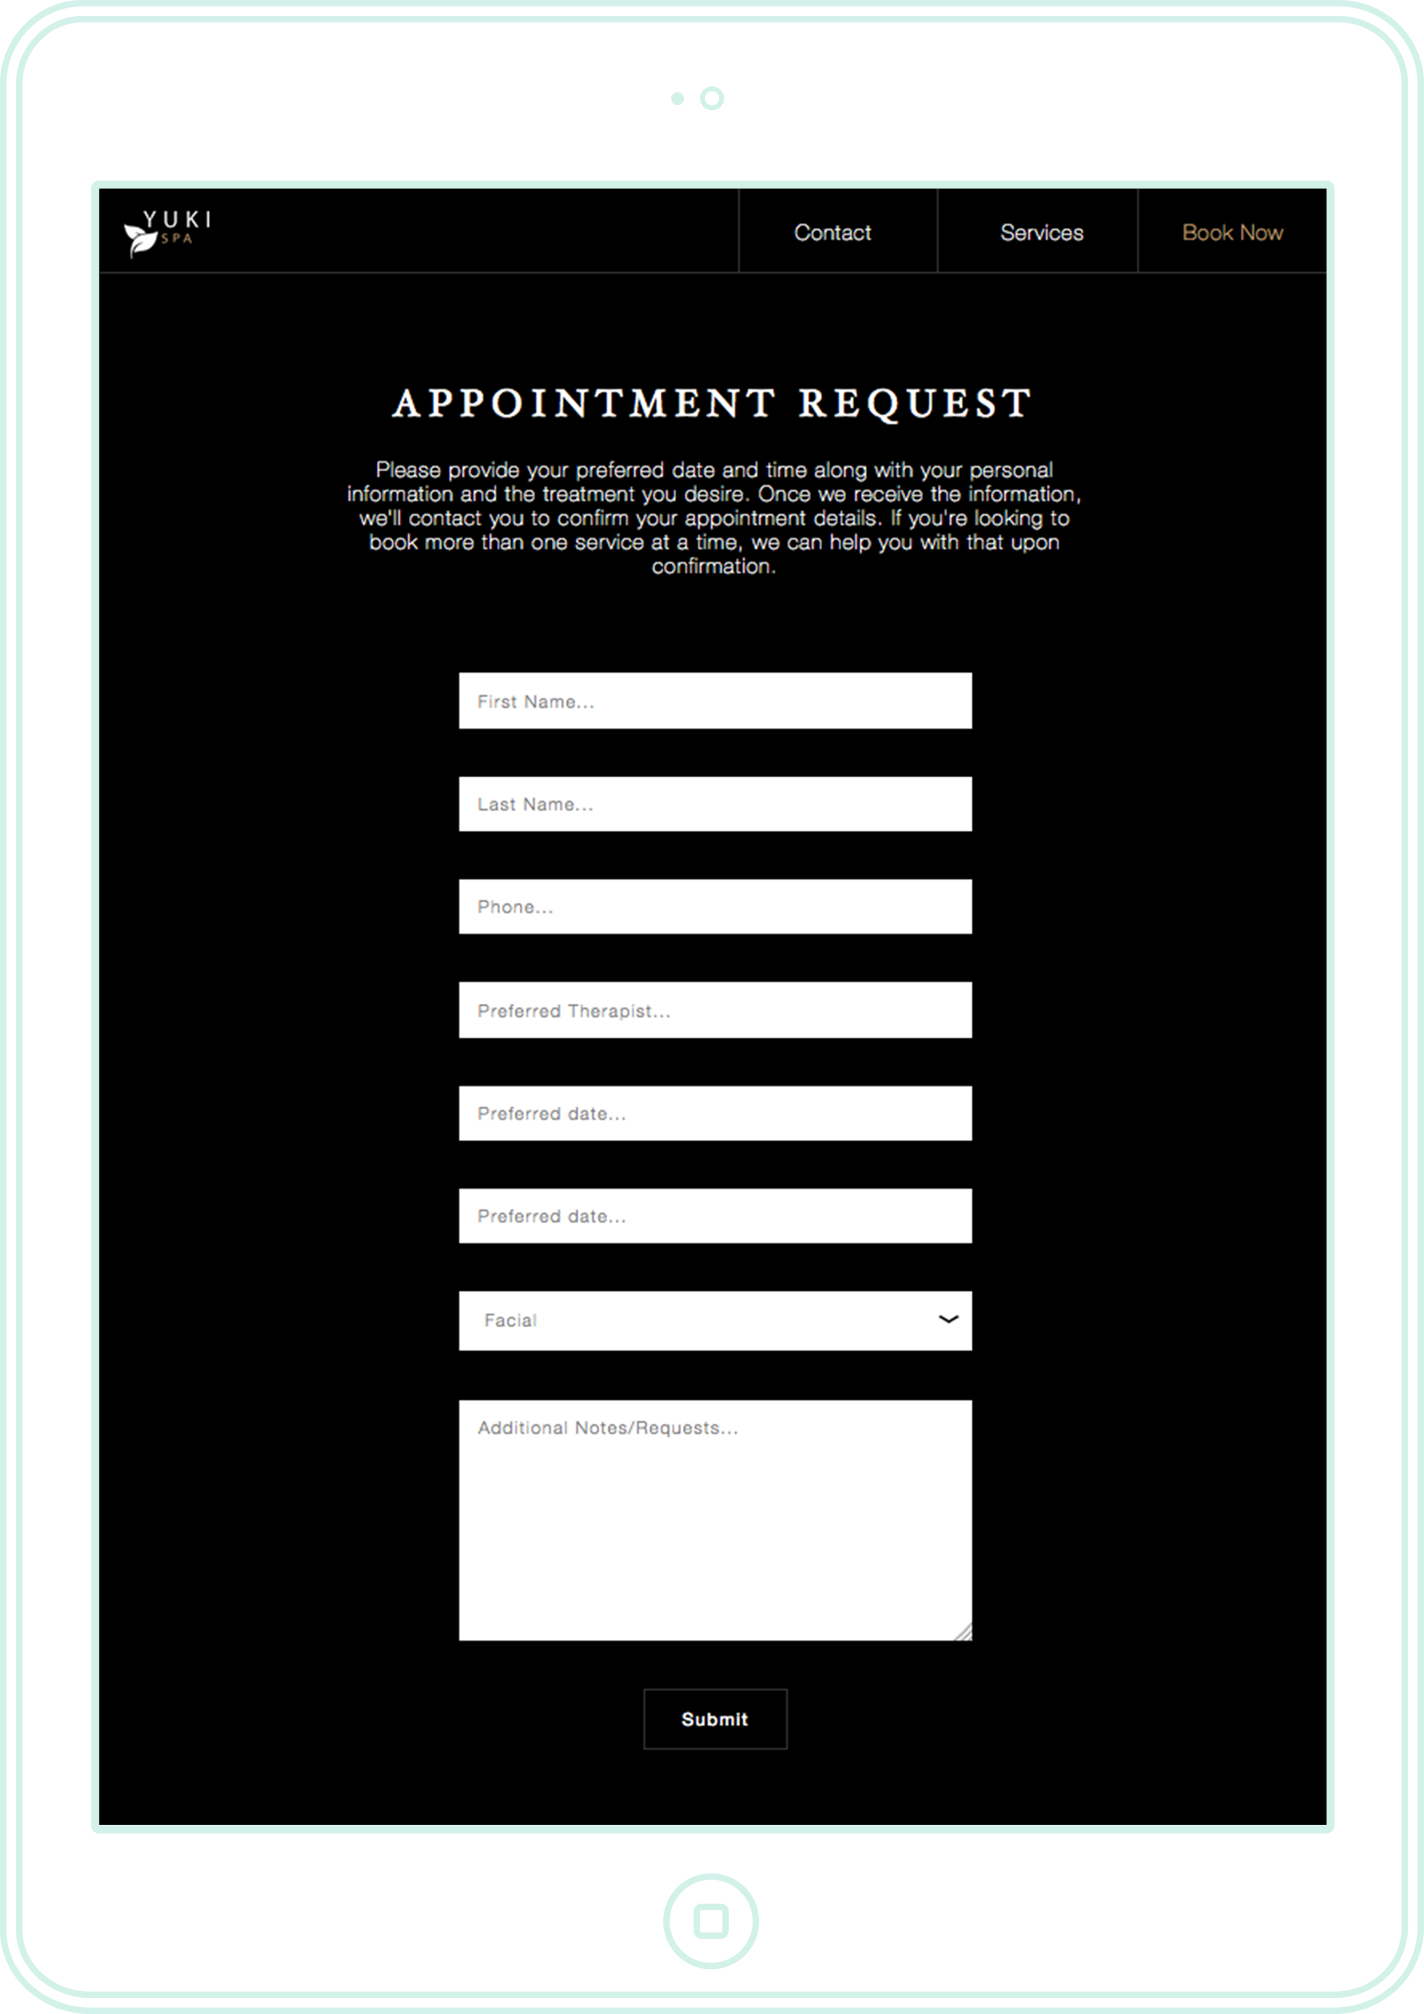 YUKI
SPA
Contact
Services
Book Now
APPOINTMENT REQUEST
Please provide your preferred date and time along with your personal
information and the treatment you desire. Once we receive the information,
we'll contact you to confirm your appointment details. If you're looking to
book more than one service at a time, we can help you with that upon
confirmation.
First Name...
Last Name...
Phone...
Preferred Therapist...
Preferred date...
Preferred date...
Facial
Additional Notes/Requests...
Submit